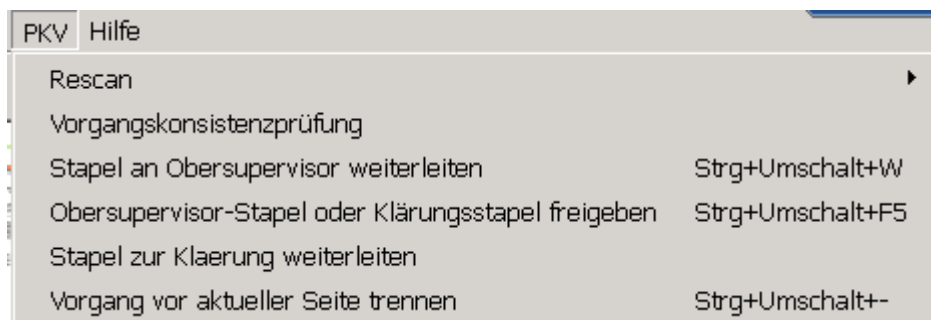 PKV Hilfe
Rescan
Vorgangskonsistenzprüfung
Stapel an Obersupervisor weiterleiten Strg+Umschalt+W
Obersupervisor-Stapel oder Klärungsstapel freigeben Strg+Umschalt+F5
Stapel zur Klaerung weiterleiten
Vorgang vor aktueller Seite trennen Strg+Umschalt+-